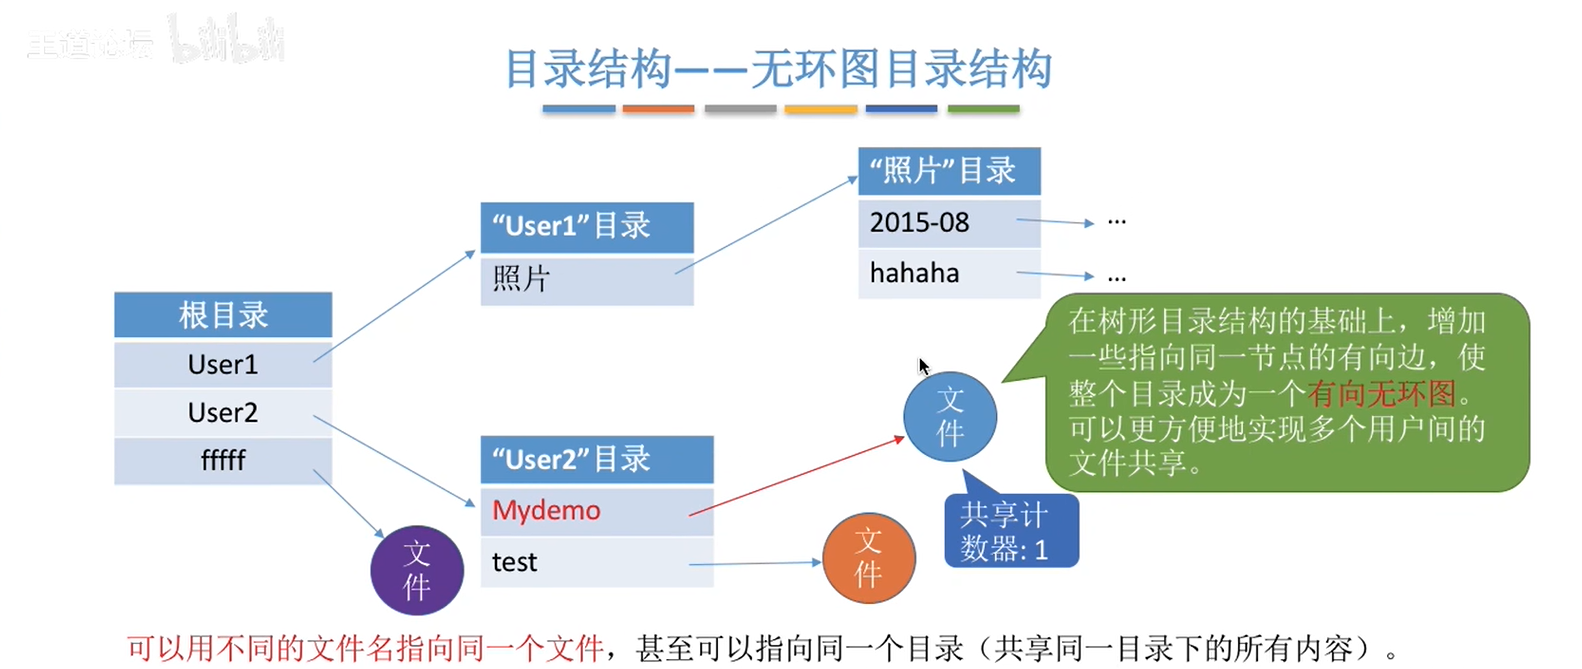 王道论坛 bilibili
目录结构——无环图目录结构
“照片”目录
2015-08
...
hahaha
...
“User1”目录
照片
根目录
User1
User2
fffff
在树形目录结构的基础上，增加
一些指向同一节点的有向边，使
整个目录成为一个有向无环图。
可以更方便地实现多个用户间的
文件共享。
文
件
“User2”目录
Mydemo
test
共享计
数器: 1
文
件
文
件
可以用不同的文件名指向同一个文件，甚至可以指向同一个目录（共享同一目录下的所有内容）。